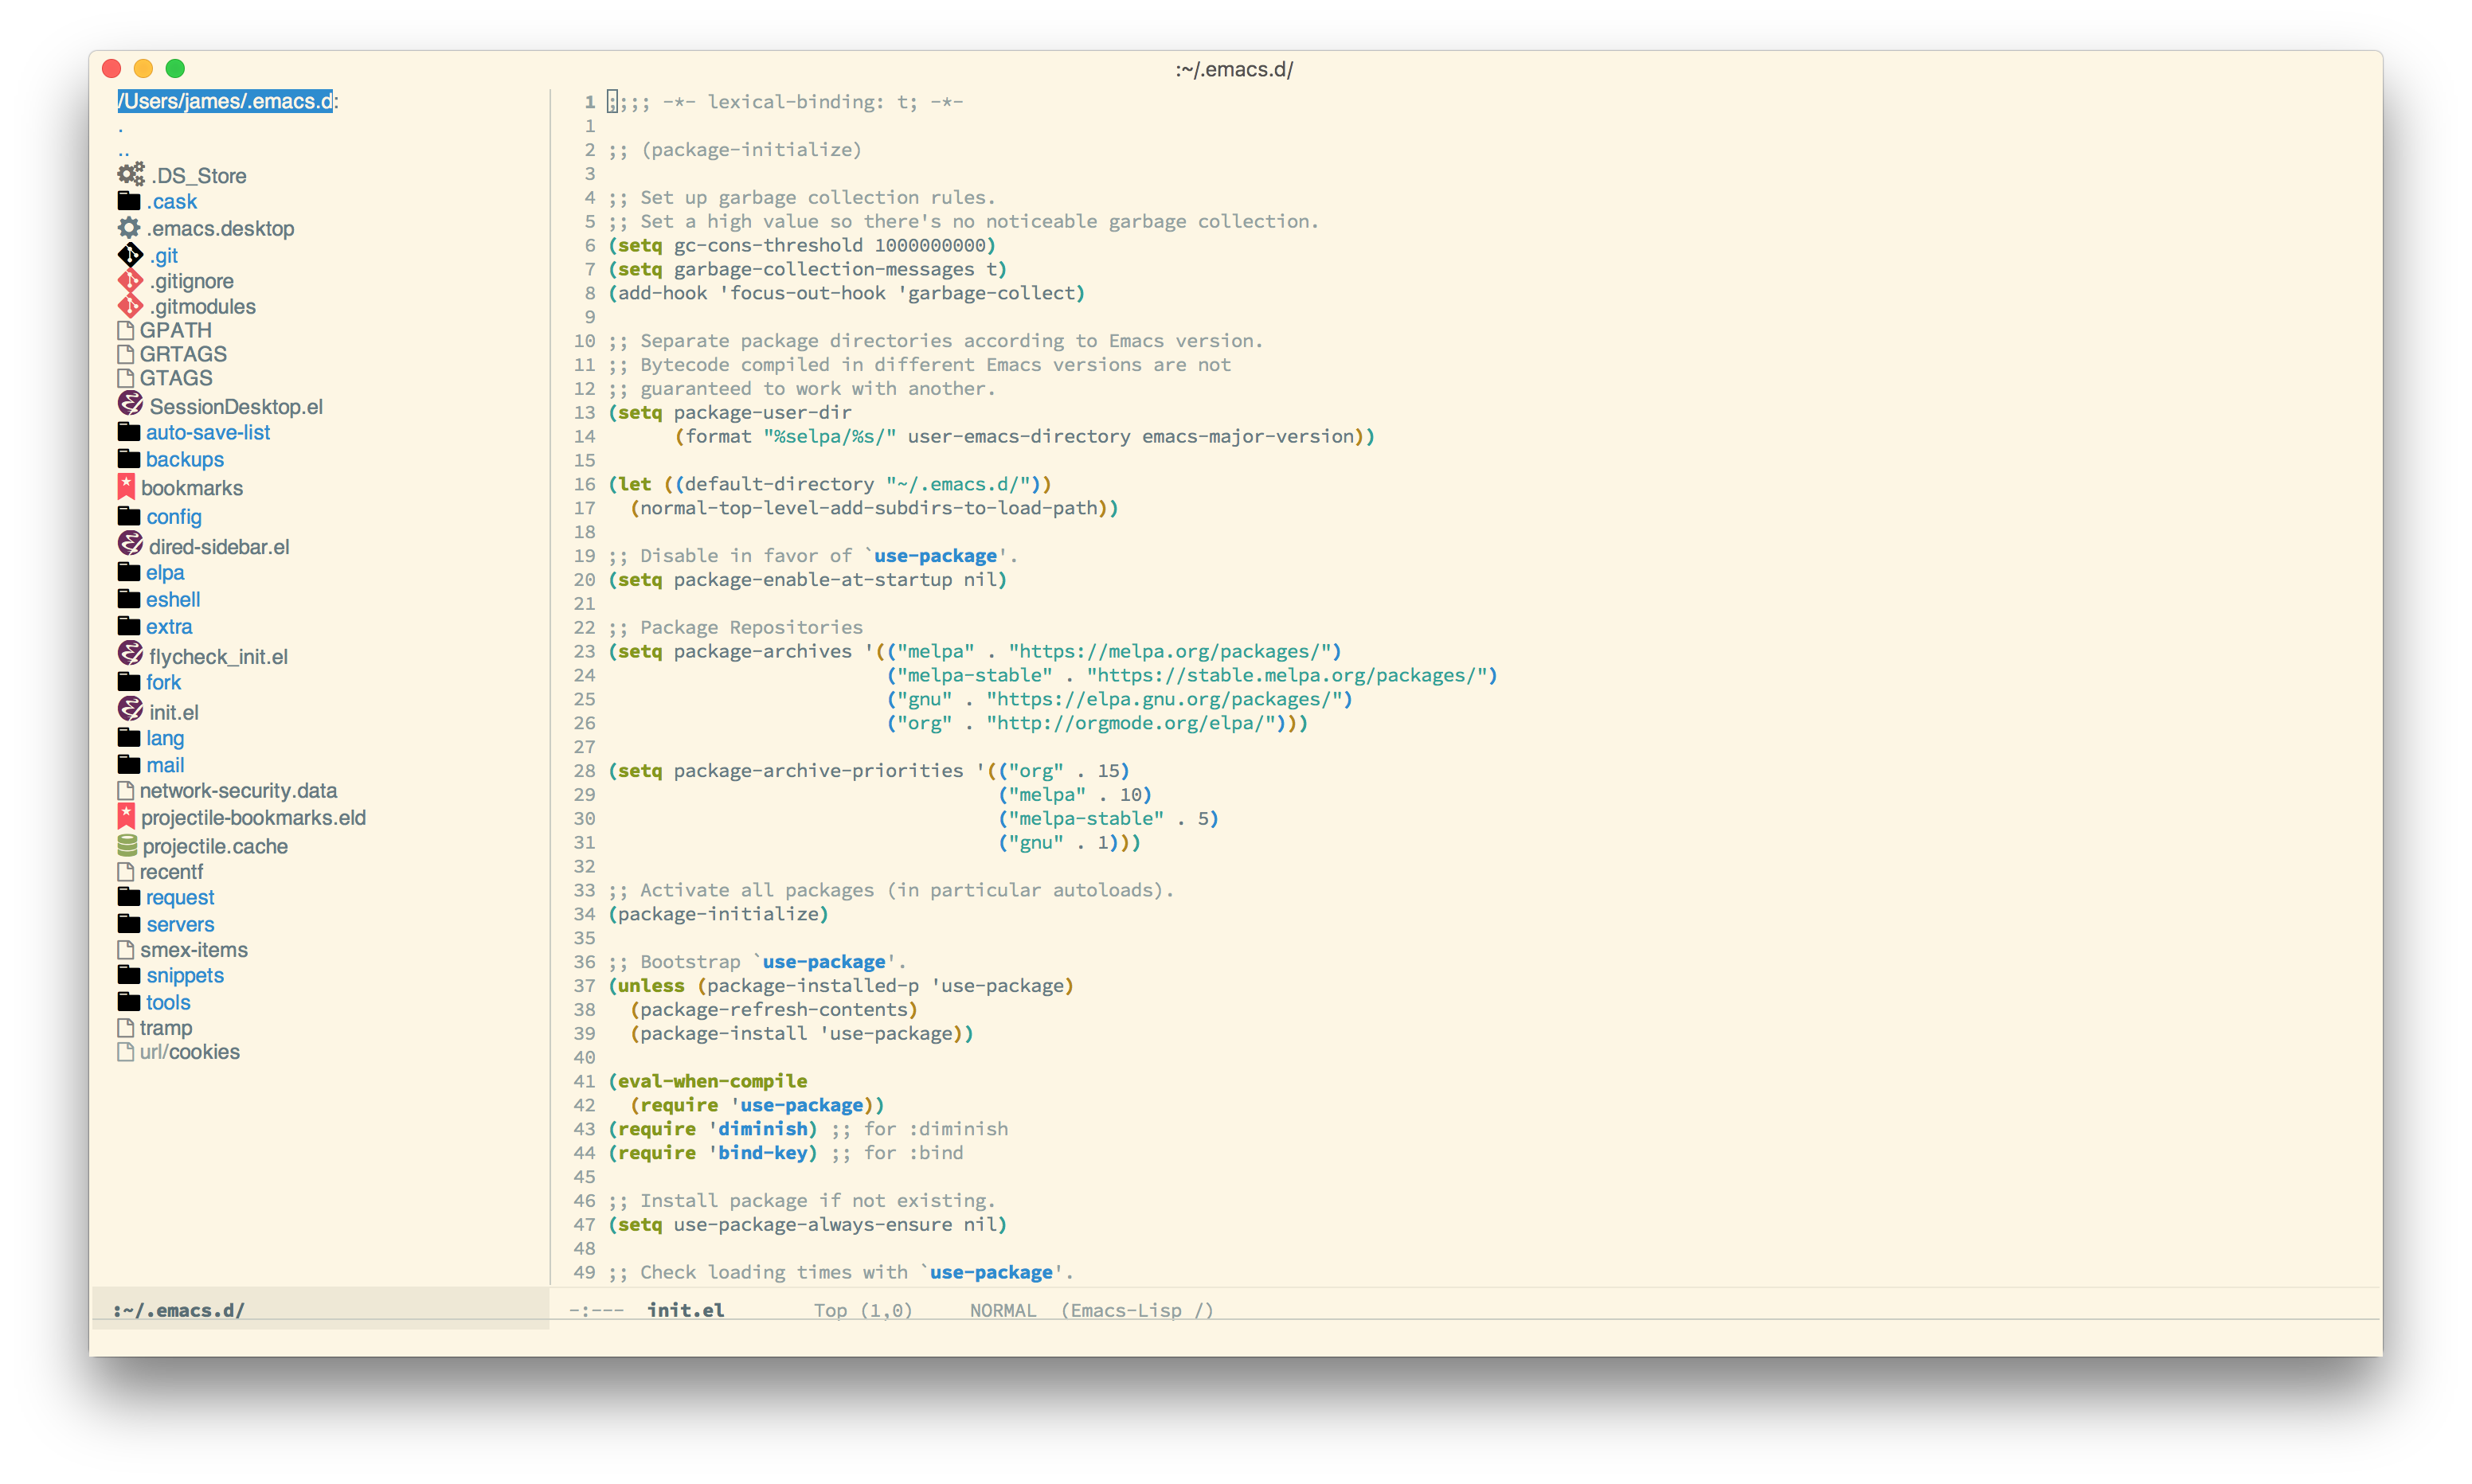 :~/.emacs.d/
/Users/james/.emacs.d:
.
..
.DS_Store
.cask
.emacs.desktop
.git
.gitignore
.gitmodules
GPATH
GRTAGS
GTAGS
SessionDesktop.el
auto-save-list
backups
bookmarks
config
dired-sidebar.el
elpa
eshell
extra
flycheck_init.el
fork
init.el
lang
mail
network-security.data
projectile-bookmarks.eld
projectile.cache
recentf
request
servers
smex-items
snippets
tools
tramp
url/cookies
:~/.emacs.d/
1 ;;;; -*- lexical-binding: t; -*-
1
2 ;; (package-initialize)
3
4 ;; Set up garbage collection rules.
5 ;; Set a high value so there's no noticeable garbage collection.
6 (setq gc-cons-threshold 1000000000)
7 (setq garbage-collection-messages t)
8 (add-hook 'focus-out-hook 'garbage-collect)
9
10 ;; Separate package directories according to Emacs version.
11 ;; Bytecode compiled in different Emacs versions are not
12 ;; guaranteed to work with another.
13 (setq package-user-dir
14       (format "%selpa/%s/" user-emacs-directory emacs-major-version))
15
16 (let ((default-directory "~/.emacs.d/"))
17   (normal-top-level-add-subdirs-to-load-path))
18
19 ;; Disable in favor of `use-package'.
20 (setq package-enable-at-startup nil)
21
22 ;; Package Repositories
23 (setq package-archives '(("melpa" . "https://melpa.org/packages/")
24                          ("melpa-stable" . "https://stable.melpa.org/packages/")
25                          ("gnu" . "https://elpa.gnu.org/packages/")
26                          ("org" . "http://orgmode.org/elpa/")))
27
28 (setq package-archive-priorities '(("org" . 15)
29                                    ("melpa" . 10)
30                                    ("melpa-stable" . 5)
31                                    ("gnu" . 1)))
32
33 ;; Activate all packages (in particular autoloads).
34 (package-initialize)
35
36 ;; Bootstrap `use-package'.
37 (unless (package-installed-p 'use-package)
38   (package-refresh-contents)
39   (package-install 'use-package))
40
41 (eval-when-compile
42   (require 'use-package))
43 (require 'diminish) ;; for :diminish
44 (require 'bind-key) ;; for :bind
45
46 ;; Install package if not existing.
47 (setq use-package-always-ensure nil)
48
49 ;; Check loading times with `use-package'.
-:--- init.el Top (1,0) NORMAL (Emacs-Lisp /)